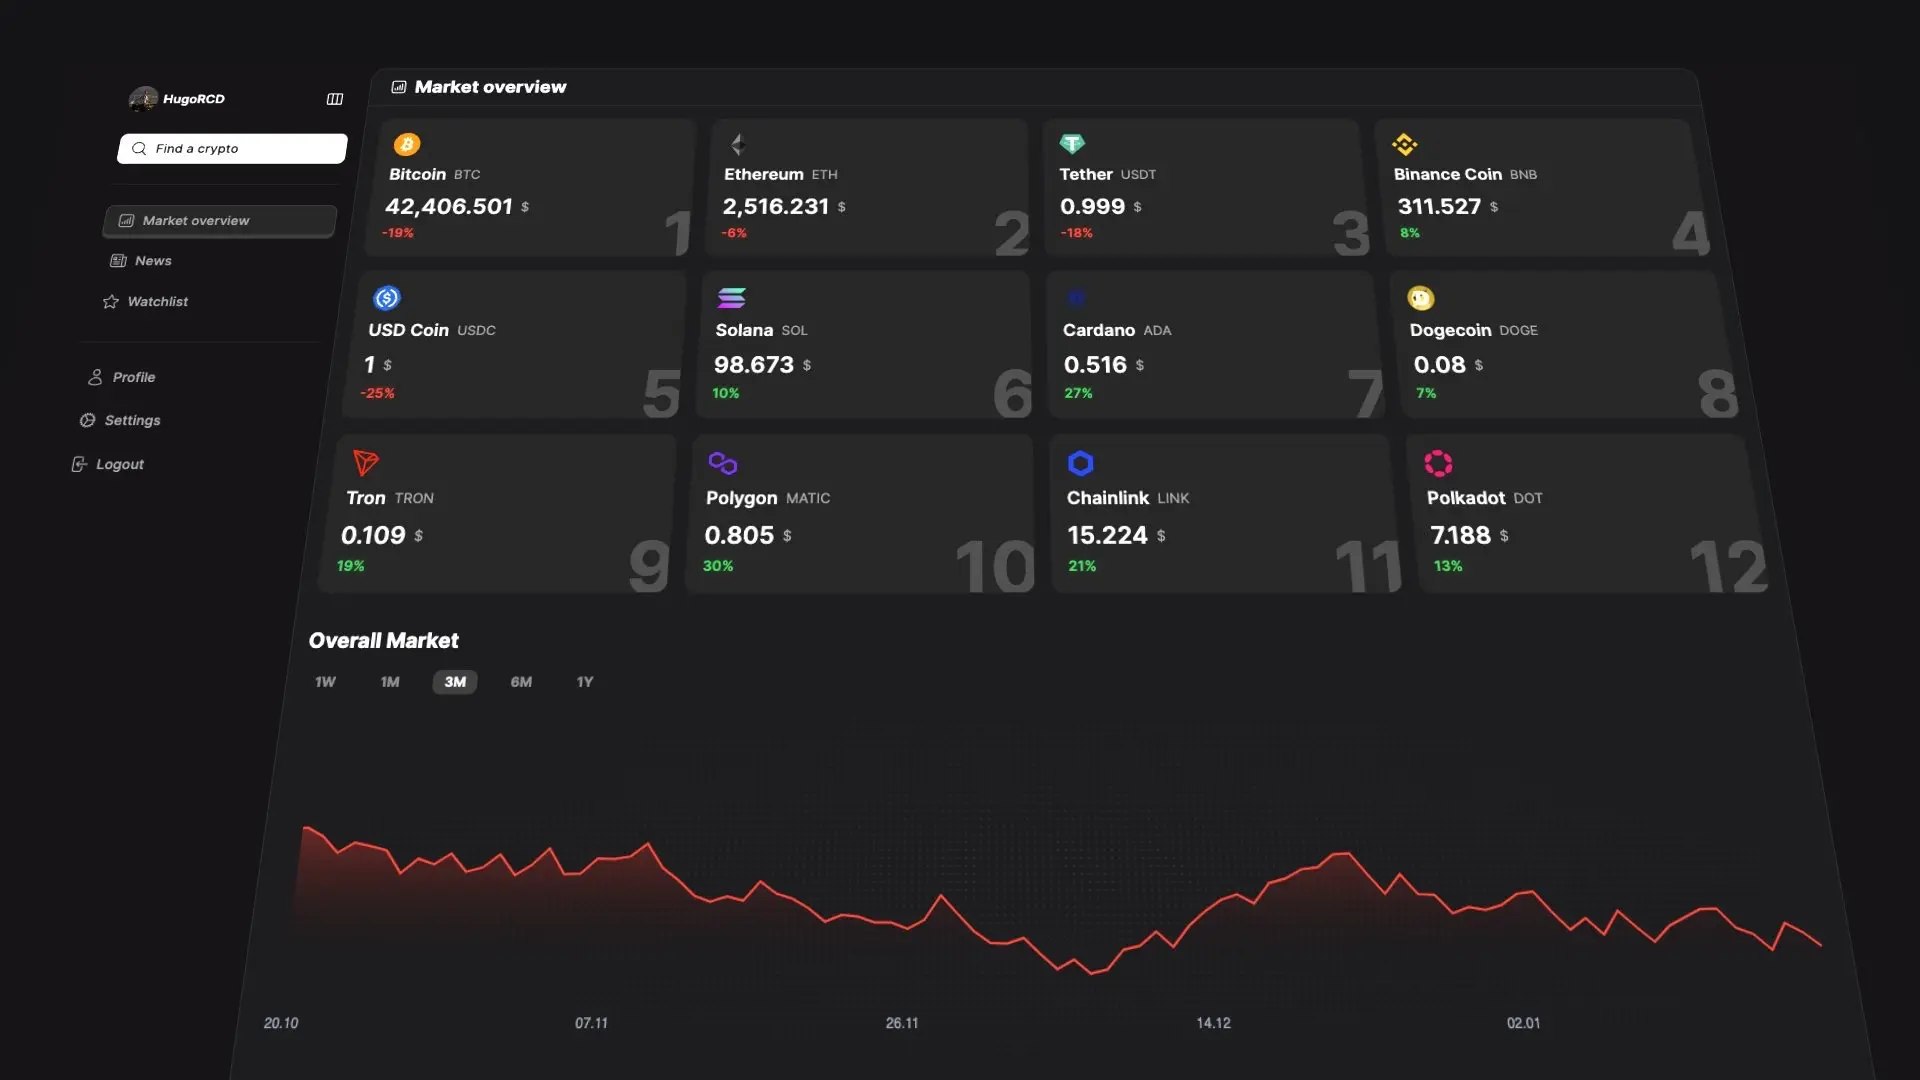 HugoRCD
Find a crypto
Market overview
News
Watchlist
Profile
Settings
Logout
Market overview
Bitcoin BTC
42,406.501 $
-19%
1
Ethereum ETH
2,516.231 $
-6%
2
Tether USDT
0.999 $
-18%
3
Binance Coin BNB
311.527 $
8%
4
USD Coin USDC
1 $
-25%
5
Solana SOL
98.673 $
10%
6
Cardano ADA
0.516 $
27%
7
Dogecoin DOGE
0.08 $
7%
8
Tron TRON
0.109 $
19%
9
Polygon MATIC
0.805 $
30%
10
Chainlink LINK
15.224 $
21%
11
Polkadot DOT
7.188 $
13%
12
Overall Market
1W 1M 3M 6M 1Y
20.10 07.11 26.11 14.12 02.01